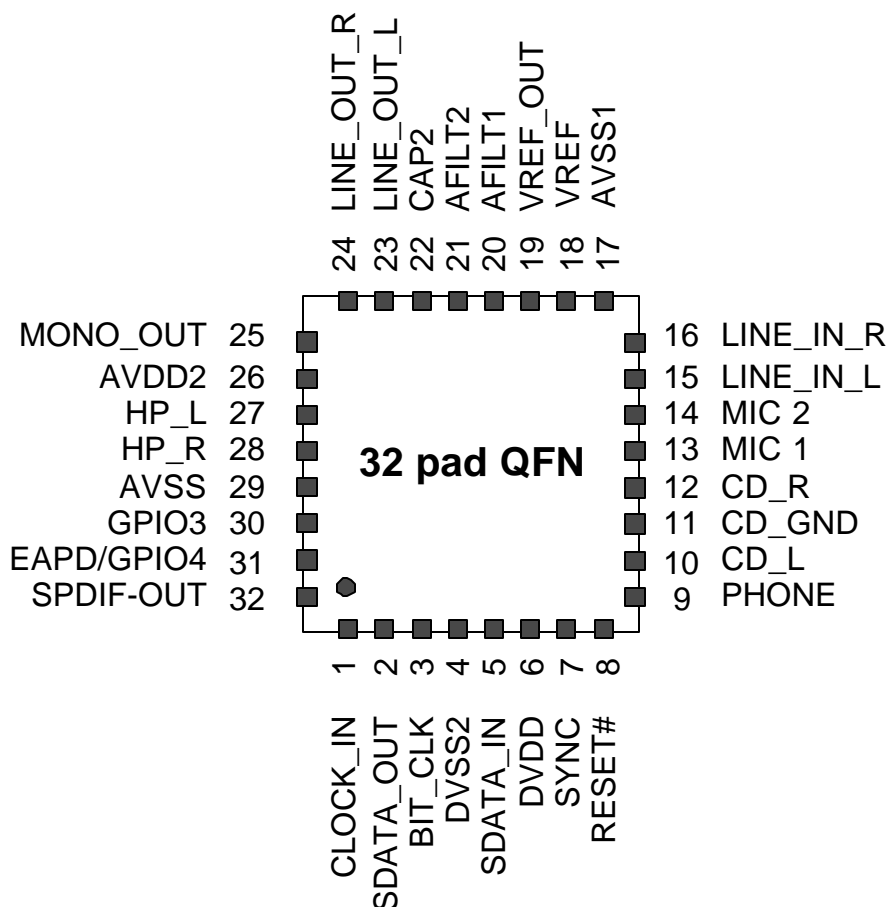 LINE_OUT_R
LINE_OUT_L
CAP2
AFILT2
AFILT1
VREF_OUT
VREF
AVSS1
24
23
22
21
20
19
18
17
MONO_OUT 25
AVDD2 26
HP_L 27
HP_R 28
AVSS 29
GPIO3 30
EAPD/GPIO4 31
SPDIF-OUT 32
32 pad QFN
16 LINE_IN_R
15 LINE_IN_L
14 MIC 2
13 MIC 1
12 CD_R
11 CD_GND
10 CD_L
9 PHONE
1
2
3
4
5
6
7
8
CLOCK_IN
SDATA_OUT
BIT_CLK
DVSS2
SDATA_IN
DVDD
SYNC
RESET#